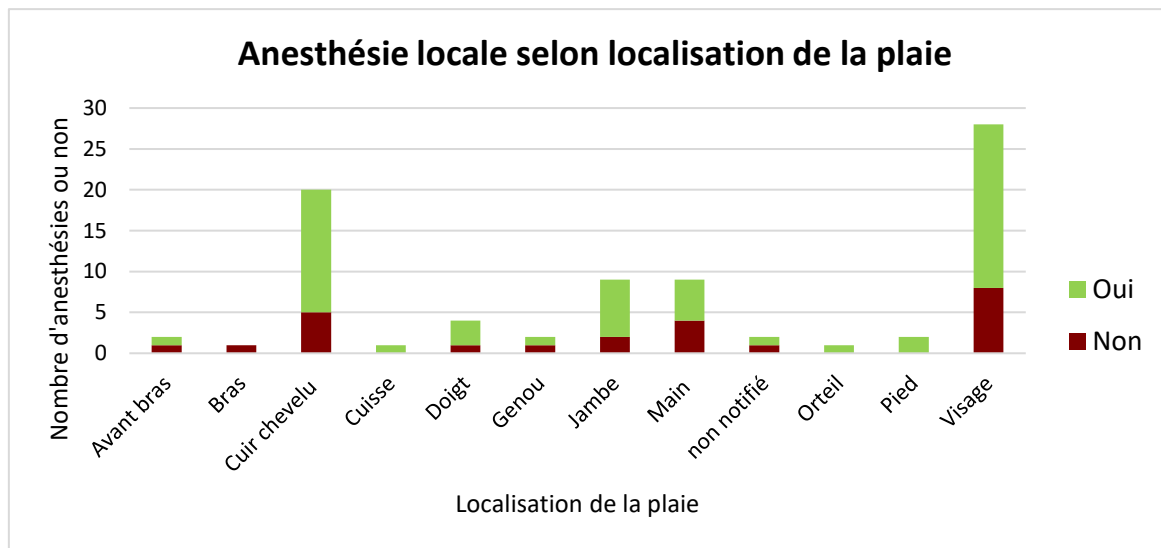 Anesthésie locale selon localisation de la plaie
Nombre d'anesthésies ou non
30
25
20
15
10
5
0
Avant bras
Bras
Cuir chevelu
Cuisse
Doigt
Genou
Jambe
Main
non notifié
Orteil
Pied
Visage
Localisation de la plaie
Oui
Non